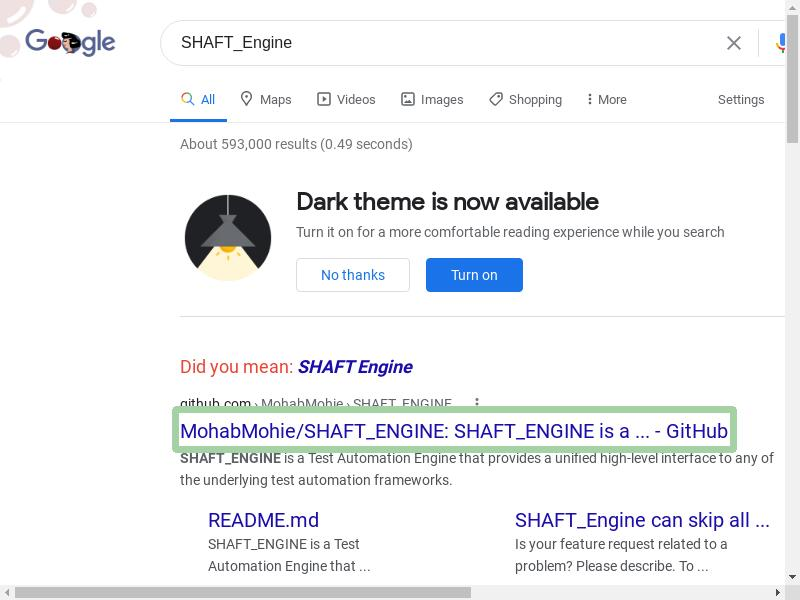 Google
SHAFT_Engine
All Maps Videos Images Shopping More Settings
About 593,000 results (0.49 seconds)
Dark theme is now available
Turn it on for a more comfortable reading experience while you search
No thanks Turn on
Did you mean: SHAFT Engine
github.com › MohabMohie › SHAFT_ENGINE
MohabMohie/SHAFT_ENGINE: SHAFT_ENGINE is a ... - GitHub
SHAFT_ENGINE is a Test Automation Engine that provides a unified high-level interface to any of
the underlying test automation frameworks.
README.md
SHAFT_ENGINE is a Test
Automation Engine that ...
SHAFT_Engine can skip all ...
Is your feature request related to a
problem? Please describe. To ...